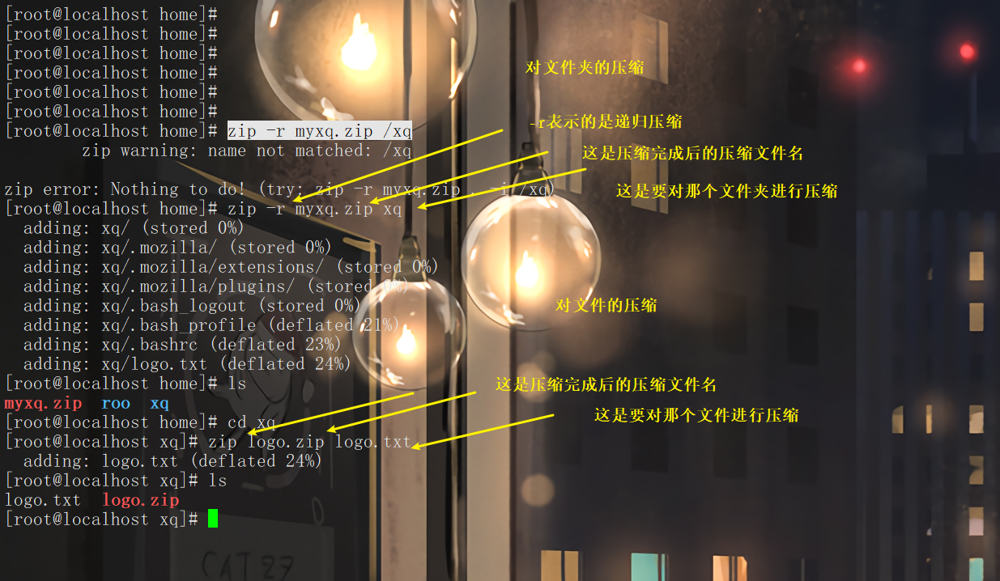 [root@localhost home]#
[root@localhost home]#
[root@localhost home]#
[root@localhost home]#
对文件夹的压缩
[root@localhost home]#
[root@localhost home]#
[root@localhost home]# zip -r myxq.zip /xq
-r表示的是递归压缩
zip warning: name not matched: /xq
这是压缩完成后的压缩文件名
zip error: Nothing to do! (try: zip -r myxq.zip . -i /xq)
这是要对那个文件夹进行压缩
[root@localhost home]# zip -r myxq.zip xq
adding: xq/ (stored 0%)
adding: xq/.mozilla/ (stored 0%)
adding: xq/.mozilla/extensions/ (stored 0%)
adding: xq/.mozilla/plugins/ (stored 0%)
adding: xq/.bash_logout (stored 0%)
对文件的压缩
adding: xq/.bash_profile (deflated 21%)
adding: xq/.bashrc (deflated 23%)
adding: xq/logo.txt (deflated 24%)
[root@localhost home]# ls
这是压缩完成后的压缩文件名
myxq.zip roo xq
这是要对那个文件进行压缩
[root@localhost home]# cd xq
[root@localhost xq]# zip logo.zip logo.txt
adding: logo.txt (deflated 24%)
[root@localhost xq]# ls
logo.txt logo.zip
[root@localhost xq]#